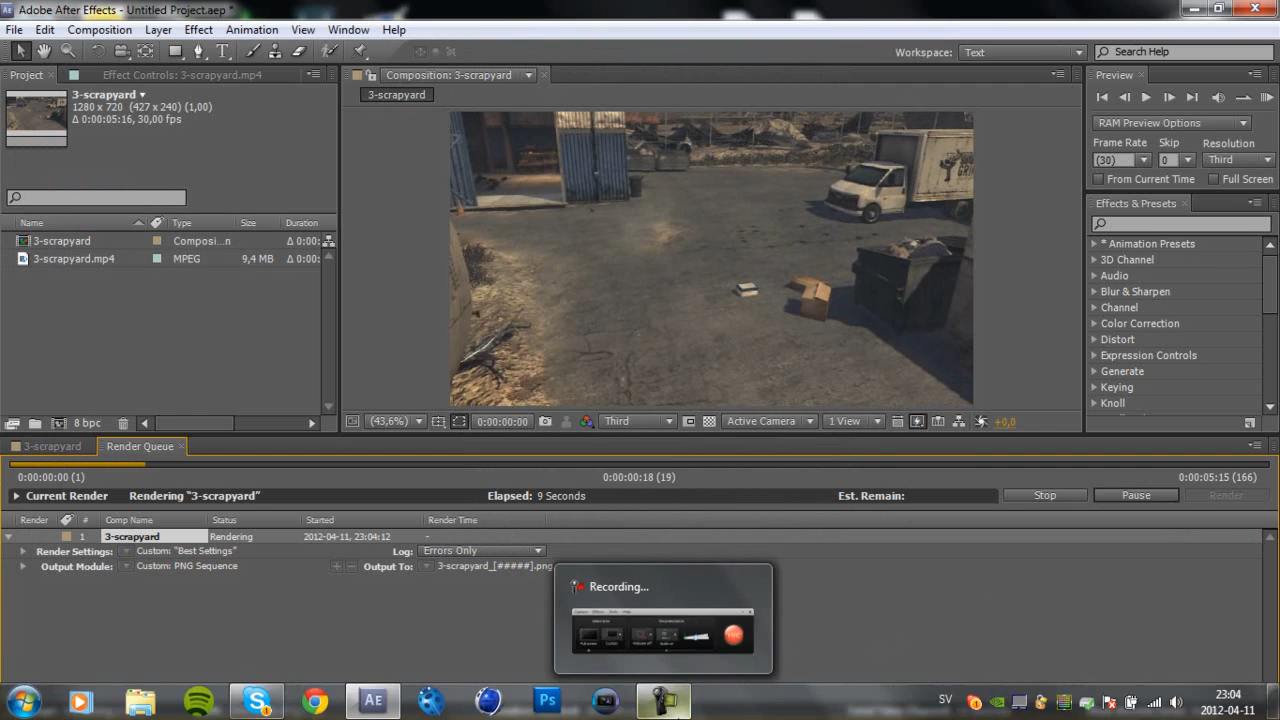 Adobe After Effects - Untitled Project.aep *
File Edit Composition Layer Effect Animation View Window Help
Workspace: Text Search Help
Project Effect Controls: 3-scrapyard.mp4
Composition: 3-scrapyard
Preview
3-scrapyard
1280 x 720 (427 x 240) (1,00)
Δ 0:00:05:16, 30,00 fps
3-scrapyard
RAM Preview Options
Frame Rate Skip Resolution
(30) 0 Third
From Current Time Full Screen
Effects & Presets
Name Type Size Duration
3-scrapyard Composi...n Δ 0:00:
3-scrapyard.mp4 MPEG 9,4 MB Δ 0:00:
* Animation Presets
3D Channel
Audio
Blur & Sharpen
Channel
Color Correction
Distort
Expression Controls
Generate
Keying
Knoll
8 bpc
(43,6%) 0:00:00:00 Third Active Camera 1 View +0,0
3-scrapyard Render Queue
0:00:00:00 (1) 0:00:00:18 (19) 0:00:05:15 (166)
Current Render Rendering "3-scrapyard" Elapsed: 9 Seconds Est. Remain: Stop Pause Render
Render # Comp Name Status Started Render Time
1 3-scrapyard Rendering 2012-04-11, 23:04:12 -
Render Settings: Custom: "Best Settings" Log: Errors Only
Output Module: Custom: PNG Sequence Output To: 3-scrapyard_[#####].png
Recording...
AE Ps
SV 23:04
2012-04-11